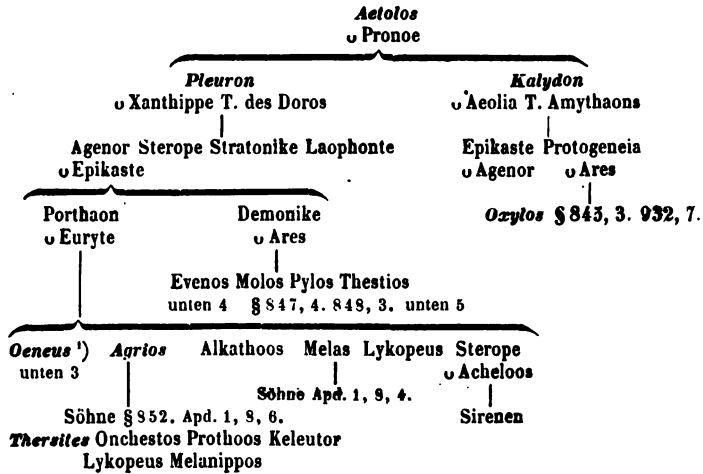 Aetolos
∪ Pronoe
Pleuron Kalydon
∪ Xanthippe T. des Doros ∪ Aeolia T. Amythaons
Agenor Sterope Stratonike Laophonte Epikaste Protogeneia
∪ Epikaste ∪ Agenor ∪ Ares
Porthaon Demonike Oxylos § 843, 3. 932, 7.
∪ Euryte ∪ Ares
Evenos Molos Pylos Thestios
unten 4 § 847, 4. 848, 3. unten 5
Oeneus ¹) Agrios Alkathoos Melas Lykopeus Sterope
unten 3 ∪ Acheloos
Söhne Apd. 1, 8, 4.
Söhne § 852. Apd. 1, 8, 6. Sirenen
Thersites Onchestos Prothoos Keleutor
Lykopeus Melanippos